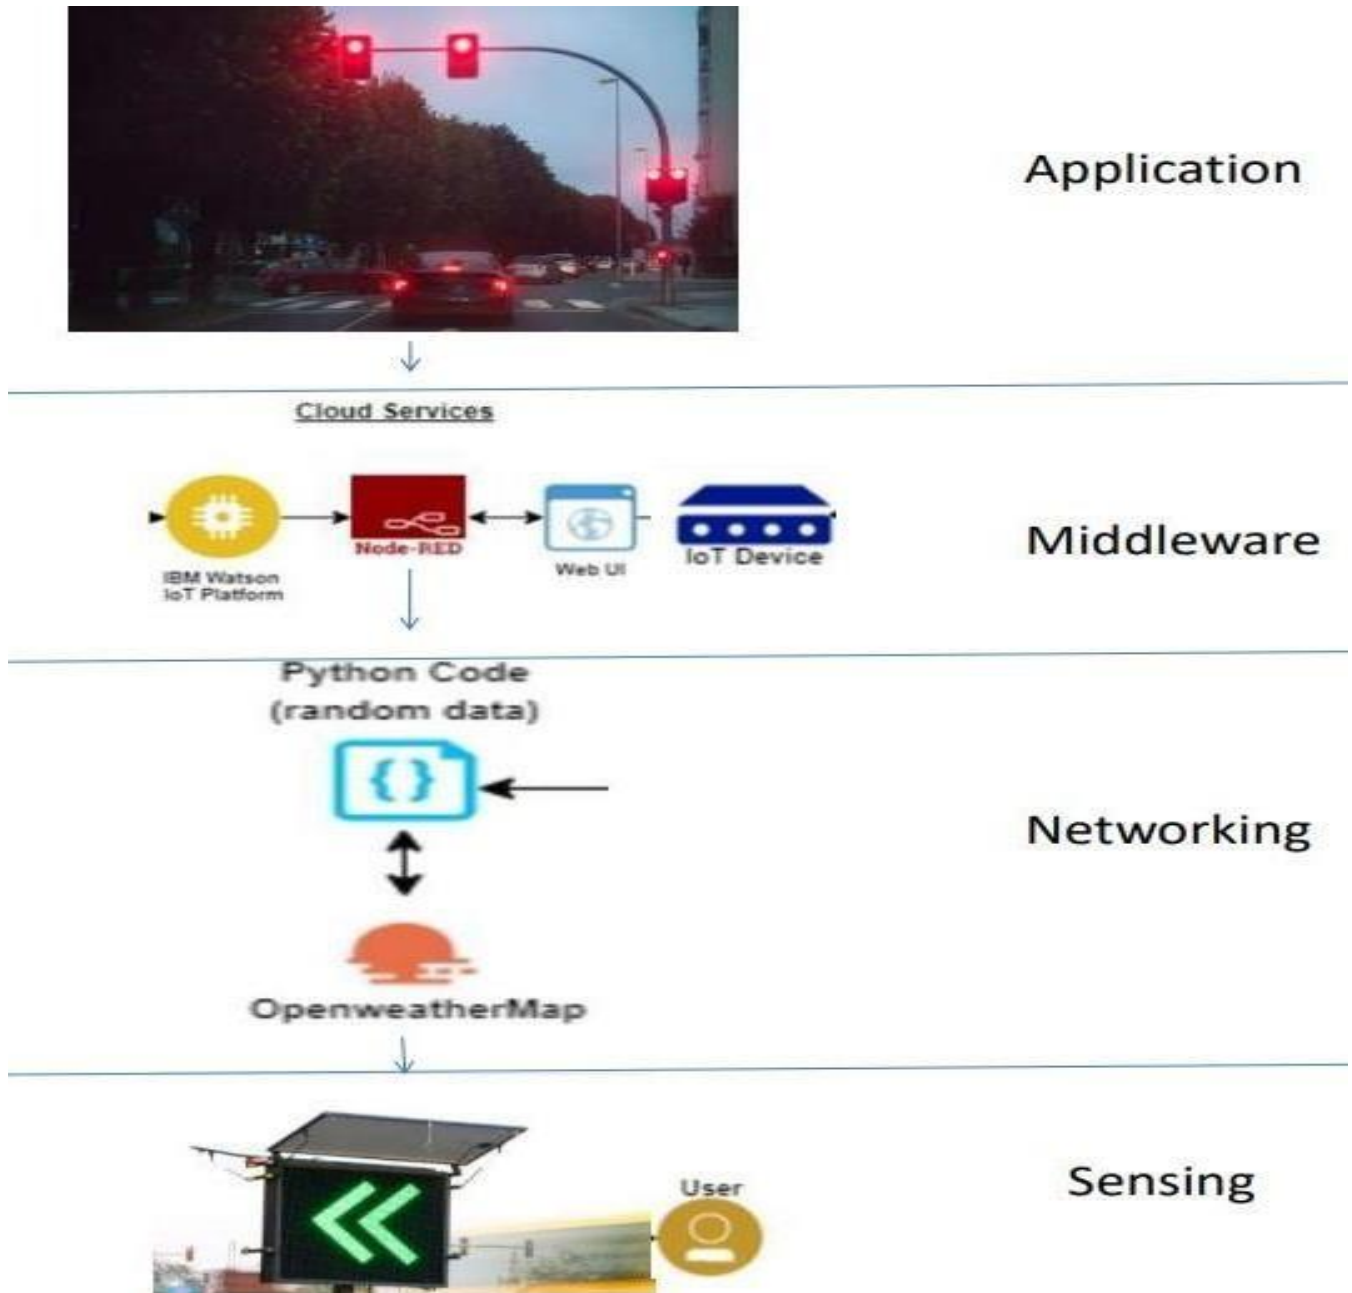 Application
Cloud Services
Node-RED
IBM Watson
IoT Platform
Web UI
IoT Device
Middleware
Python Code
(random data)
Networking
OpenweatherMap
User
Sensing